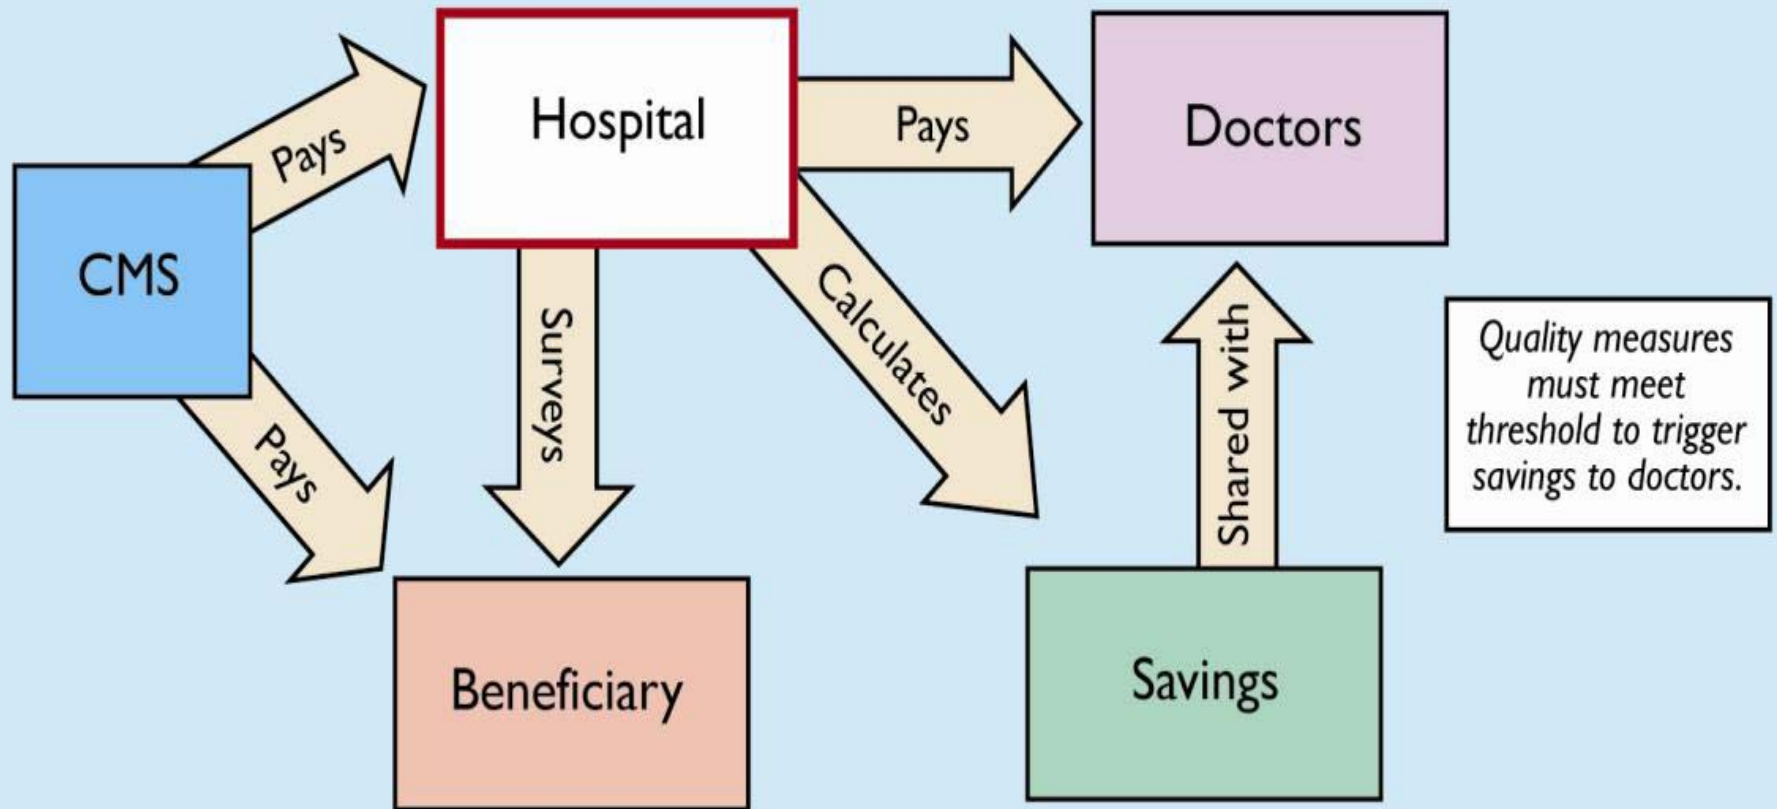 Pays
Hospital
Pays
Doctors
CMS
Pays
Surveys
Calculates
Shared with
Quality measures
must meet
threshold to trigger
savings to doctors.
Beneficiary
Savings